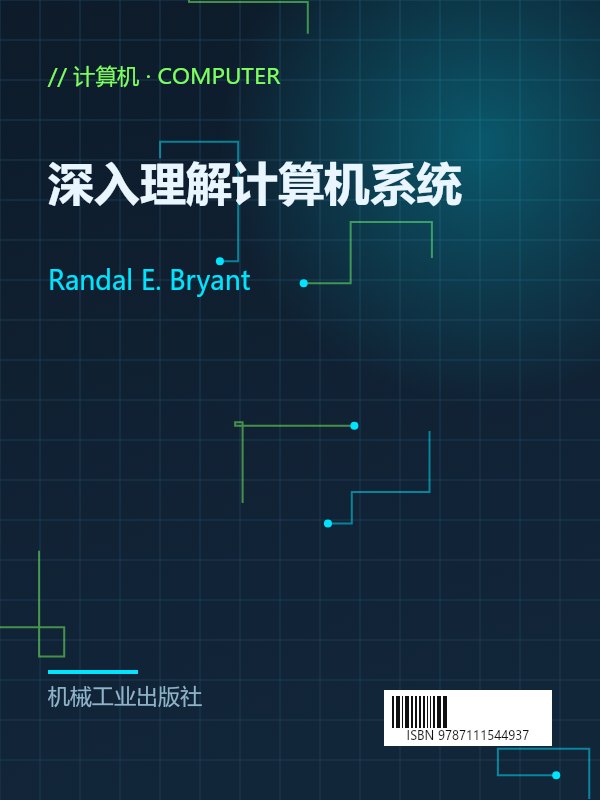 // 计算机 · COMPUTER
深入理解计算机系统
Randal E. Bryant
机械工业出版社
ISBN 9787111544937